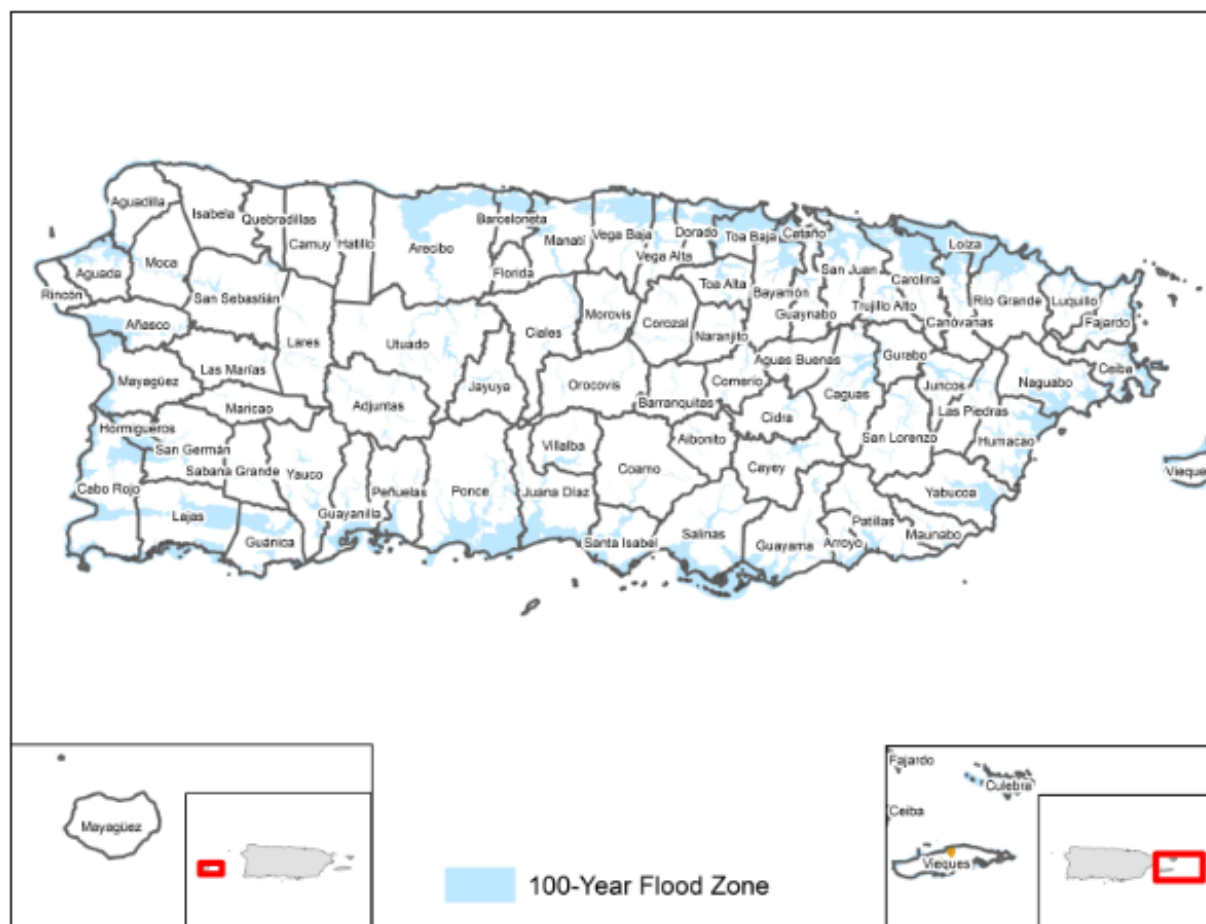 Aguadilla
Isabela
Quebradillas
Camuy
Hatillo
Arecibo
Barceloneta
Manatí
Vega Baja
Dorado
Toa Baja
Cataño
Loíza
Vega Alta
San Juan
Carolina
Florida
Moca
Aguada
Rincón
San Sebastián
Toa Alta
Bayamón
Trujillo Alto
Río Grande
Luquillo
Guaynabo
Canóvanas
Fajardo
Añasco
Lares
Utuado
Ciales
Morovis
Corozal
Naranjito
Aguas Buenas
Gurabo
Ceiba
Las Marías
Mayagüez
Jayuya
Orocovis
Comerío
Juncos
Naguabo
Maricao
Adjuntas
Barranquitas
Cidra
Caguas
Las Piedras
Hormigueros
San Germán
Villalba
Aibonito
San Lorenzo
Humacao
Sabana Grande
Yauco
Coamo
Cayey
Vieques
Cabo Rojo
Peñuelas
Ponce
Juana Díaz
Yabucoa
Lajas
Guayanilla
Patillas
Guánica
Santa Isabel
Salinas
Guayama
Arroyo
Maunabo
Mayagüez
Fajardo
Culebra
Ceiba
Vieques
100-Year Flood Zone